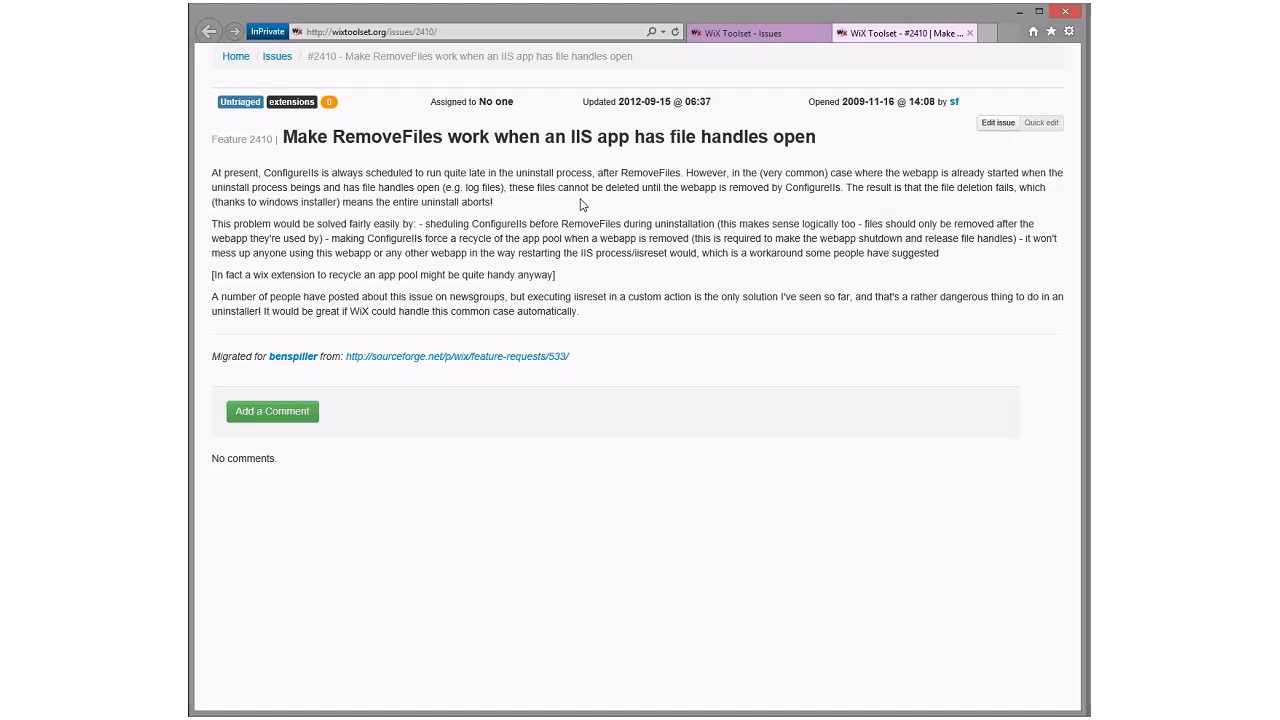 InPrivate http://wixtoolset.org/issues/2410/ WiX Toolset - Issues WiX Toolset - #2410 | Make ...
Home / Issues / #2410 - Make RemoveFiles work when an IIS app has file handles open
Untriaged extensions 0 Assigned to No one Updated 2012-09-15 @ 06:37 Opened 2009-11-16 @ 14:08 by sf
Edit issue Quick edit
Feature 2410 | Make RemoveFiles work when an IIS app has file handles open
At present, ConfigureIIs is always scheduled to run quite late in the uninstall process, after RemoveFiles. However, in the (very common) case where the webapp is already started when the
uninstall process beings and has file handles open (e.g. log files), these files cannot be deleted until the webapp is removed by ConfigureIIs. The result is that the file deletion fails, which
(thanks to windows installer) means the entire uninstall aborts!
This problem would be solved fairly easily by: - sheduling ConfigureIIs before RemoveFiles during uninstallation (this makes sense logically too - files should only be removed after the
webapp they're used by) - making ConfigureIIs force a recycle of the app pool when a webapp is removed (this is required to make the webapp shutdown and release file handles) - it won't
mess up anyone using this webapp or any other webapp in the way restarting the IIS process/iisreset would, which is a workaround some people have suggested
[In fact a wix extension to recycle an app pool might be quite handy anyway]
A number of people have posted about this issue on newsgroups, but executing iisreset in a custom action is the only solution I've seen so far, and that's a rather dangerous thing to do in an
uninstaller! It would be great if WiX could handle this common case automatically.
Migrated for benspiller from: http://sourceforge.net/p/wix/feature-requests/533/
Add a Comment
No comments.